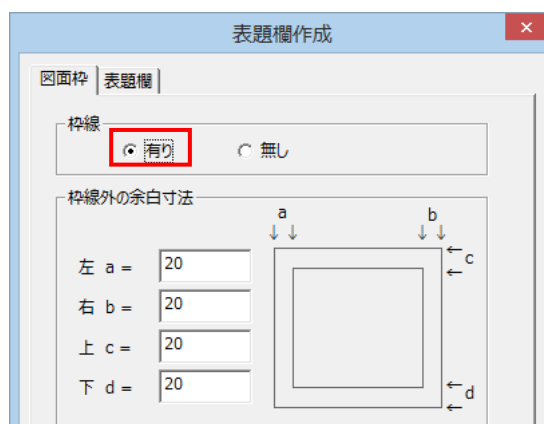 表題欄作成
図面枠 表題欄
枠線
有り 無し
枠線外の余白寸法
a b
左 a = 20
右 b = 20
上 c = 20
下 d = 20
c
d